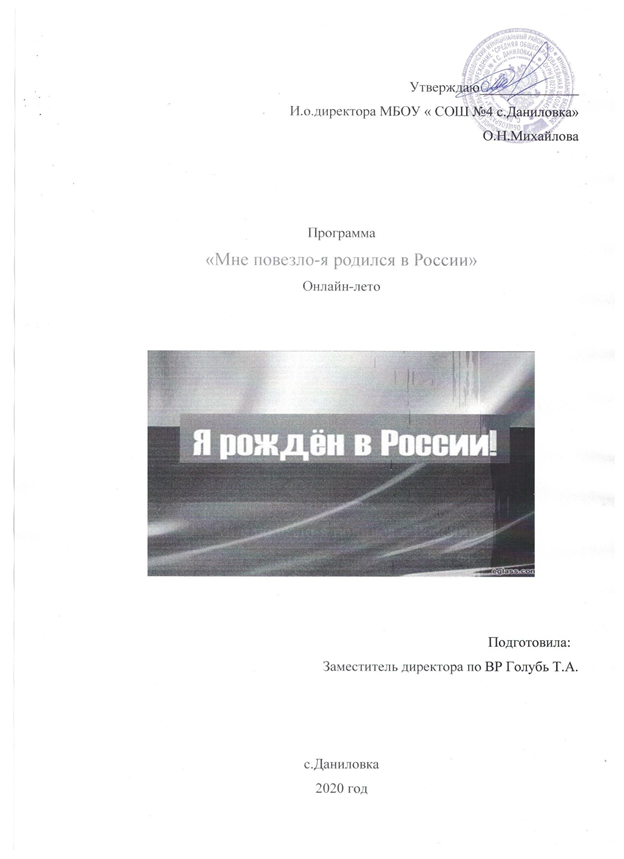 Утверждаю
И.о.директора МБОУ « СОШ №4 с.Даниловка»
О.Н.Михайлова
Программа
«Мне повезло-я родился в России»
Онлайн-лето
Я рождён в России!
Подготовила:
Заместитель директора по ВР Голубь Т.А.
с.Даниловка
2020 год